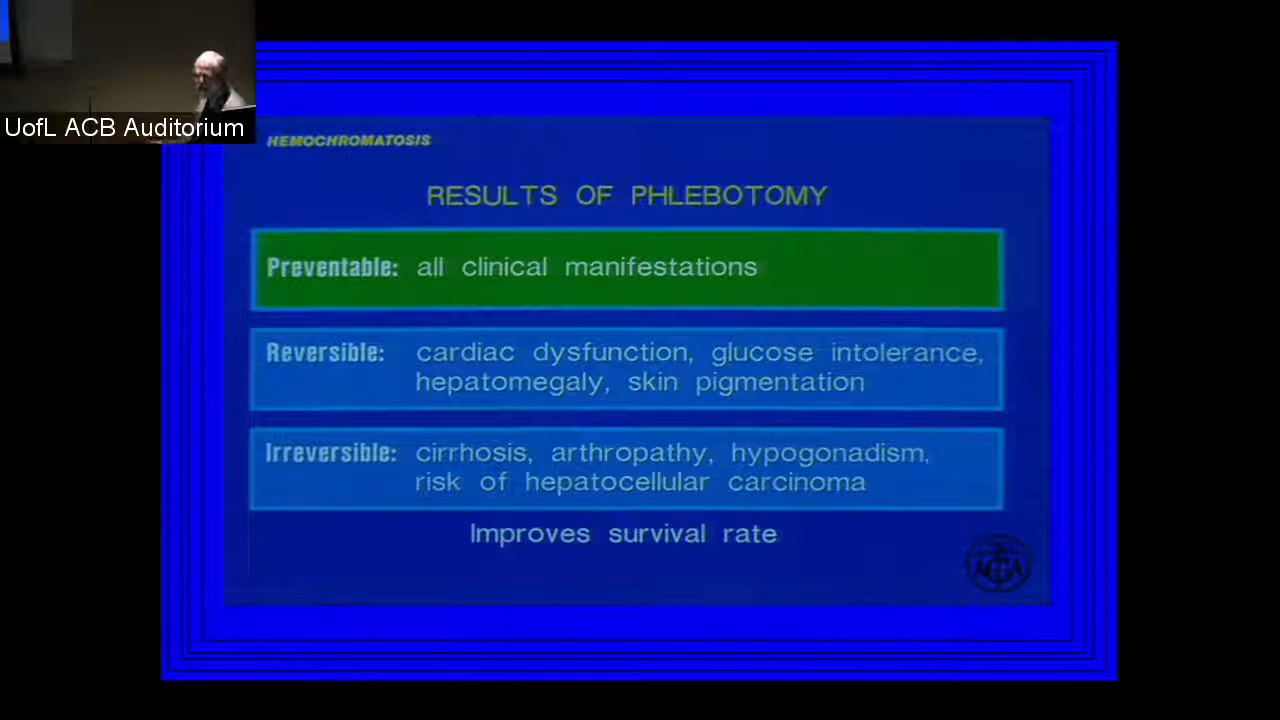 UofL ACB Auditorium
HEMOCHROMATOSIS
RESULTS OF PHLEBOTOMY
Preventable: all clinical manifestations
Reversible: cardiac dysfunction, glucose intolerance,
hepatomegaly, skin pigmentation
Irreversible: cirrhosis, arthropathy, hypogonadism,
risk of hepatocellular carcinoma
Improves survival rate
AGA